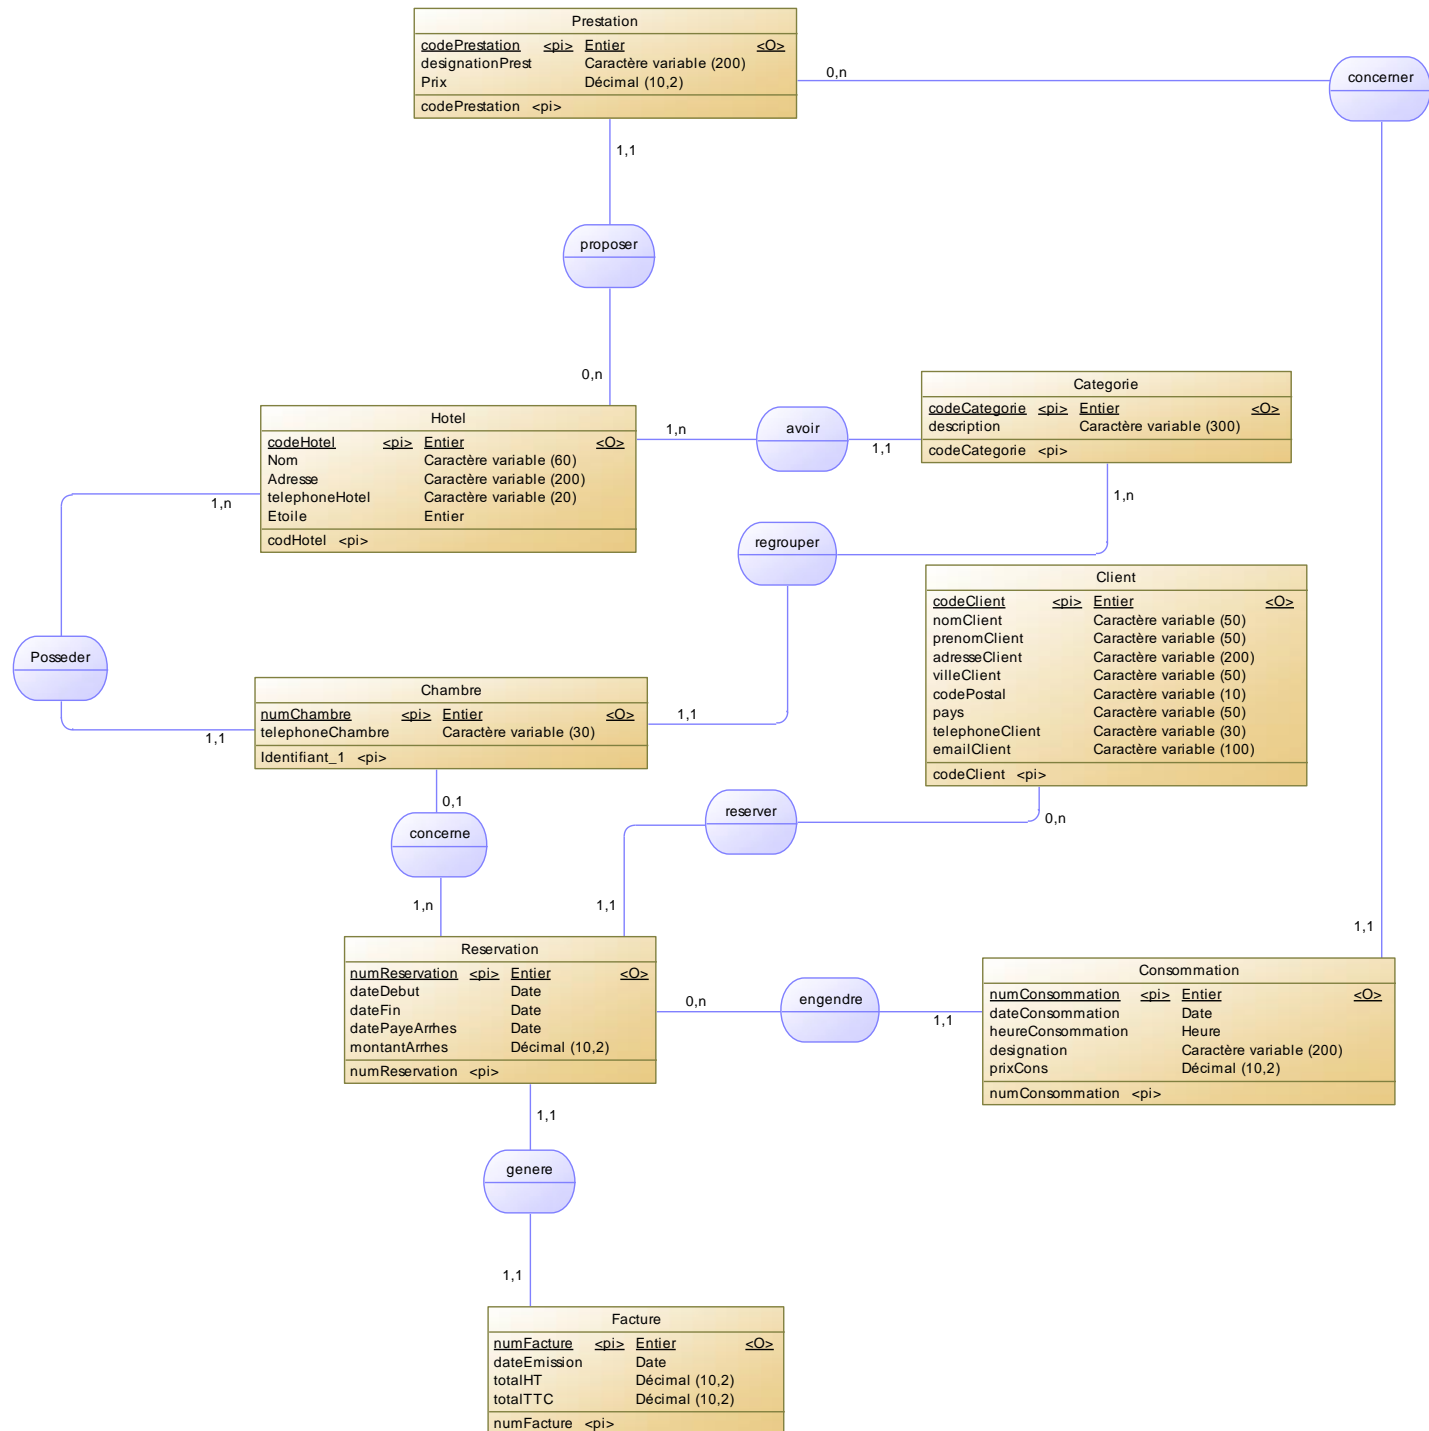 Prestation
codePrestation <pi> Entier <O>
designationPrest Caractère variable (200)
Prix Décimal (10,2)
codePrestation <pi>
0,n
concerner
1,1
proposer
0,n
Categorie
codeCategorie <pi> Entier <O>
description Caractère variable (300)
codeCategorie <pi>
Hotel
codeHotel <pi> Entier <O>
Nom Caractère variable (60)
Adresse Caractère variable (200)
telephoneHotel Caractère variable (20)
Etoile Entier
codHotel <pi>
1,n
avoir
1,1
1,n
1,n
regrouper
Client
codeClient <pi> Entier <O>
nomClient Caractère variable (50)
prenomClient Caractère variable (50)
adresseClient Caractère variable (200)
villeClient Caractère variable (50)
codePostal Caractère variable (10)
pays Caractère variable (50)
telephoneClient Caractère variable (30)
emailClient Caractère variable (100)
codeClient <pi>
Posseder
1,1
Chambre
numChambre <pi> Entier <O>
telephoneChambre Caractère variable (30)
Identifiant_1 <pi>
1,1
0,1
concerne
1,n
reserver
0,n
1,1
1,1
Reservation
numReservation <pi> Entier <O>
dateDebut Date
dateFin Date
datePayeArrhes Date
montantArrhes Décimal (10,2)
numReservation <pi>
0,n
engendre
1,1
Consommation
numConsommation <pi> Entier <O>
dateConsommation Date
heureConsommation Heure
designation Caractère variable (200)
prixCons Décimal (10,2)
numConsommation <pi>
1,1
genere
1,1
Facture
numFacture <pi> Entier <O>
dateEmission Date
totalHT Décimal (10,2)
totalTTC Décimal (10,2)
numFacture <pi>